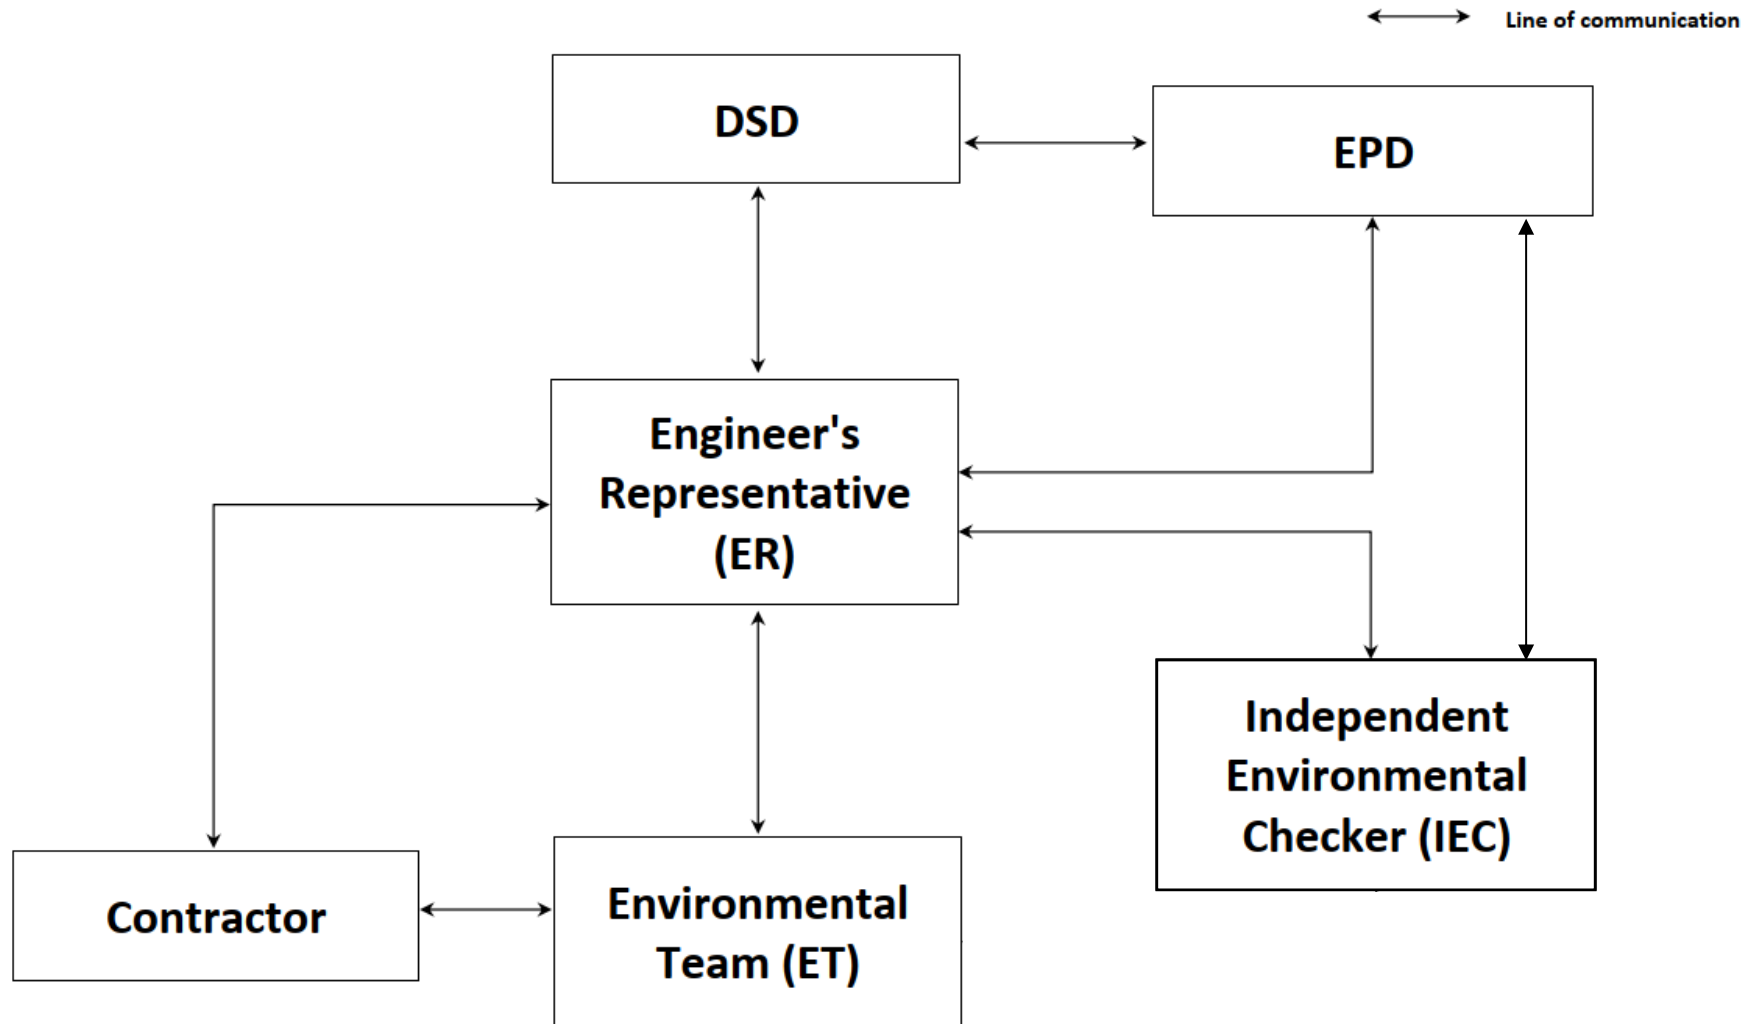 Line of communication
DSD
EPD
Engineer's
Representative
(ER)
Independent
Environmental
Checker (IEC)
Contractor
Environmental
Team (ET)